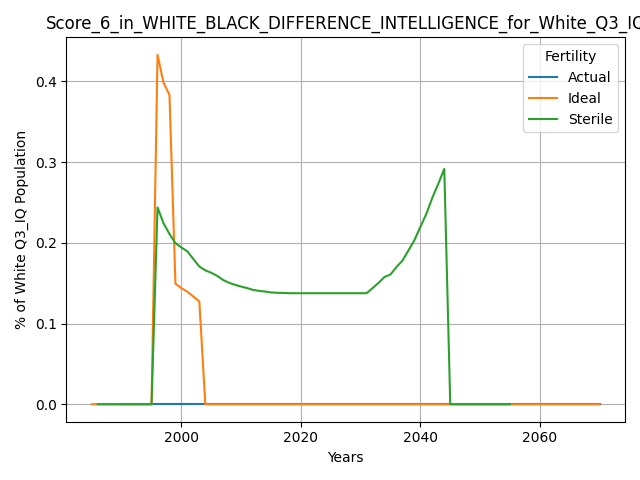 Score_6_in_WHITE_BLACK_DIFFERENCE_INTELLIGENCE_for_White_Q3_IQ
Fertility
Actual
Ideal
Sterile
% of White Q3_IQ Population
0.4
0.3
0.2
0.1
0.0
2000 2020 2040 2060
Years